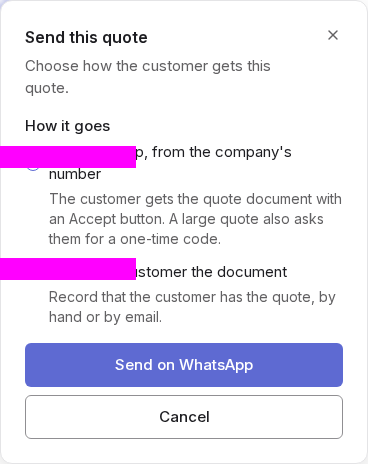 Send this quote
Choose how the customer gets this
quote.
How it goes
, from the company's
number
The customer gets the quote document with
an Accept button. A large quote also asks
them for a one-time code.
the document
Record that the customer has the quote, by
hand or by email.
Send on WhatsApp
Cancel